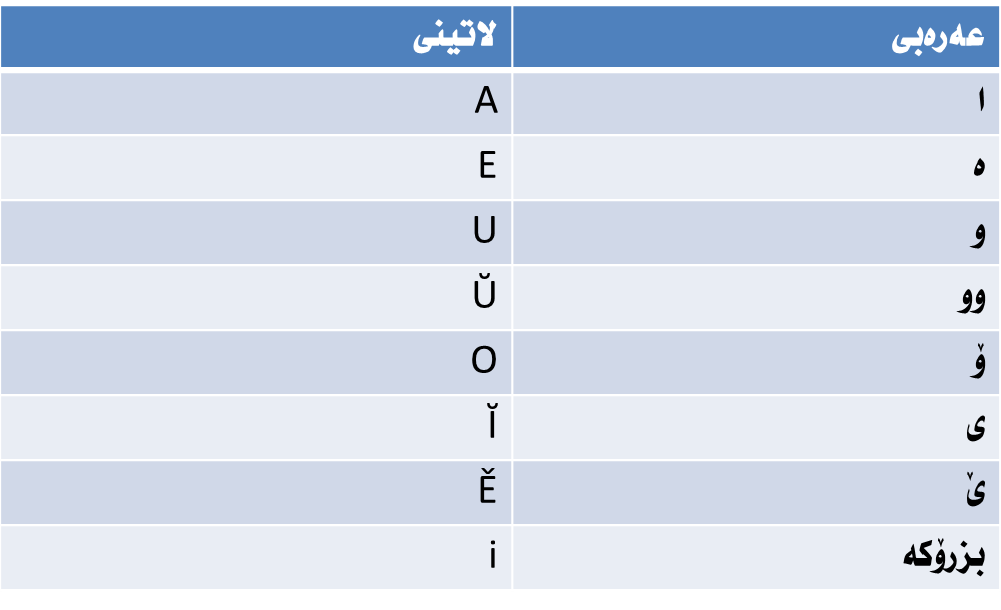 عەرەبی لاتینی
ا A
ە E
و U
وو Ŭ
ۆ O
ی Ĭ
ێ Ě
بزرۆکە i